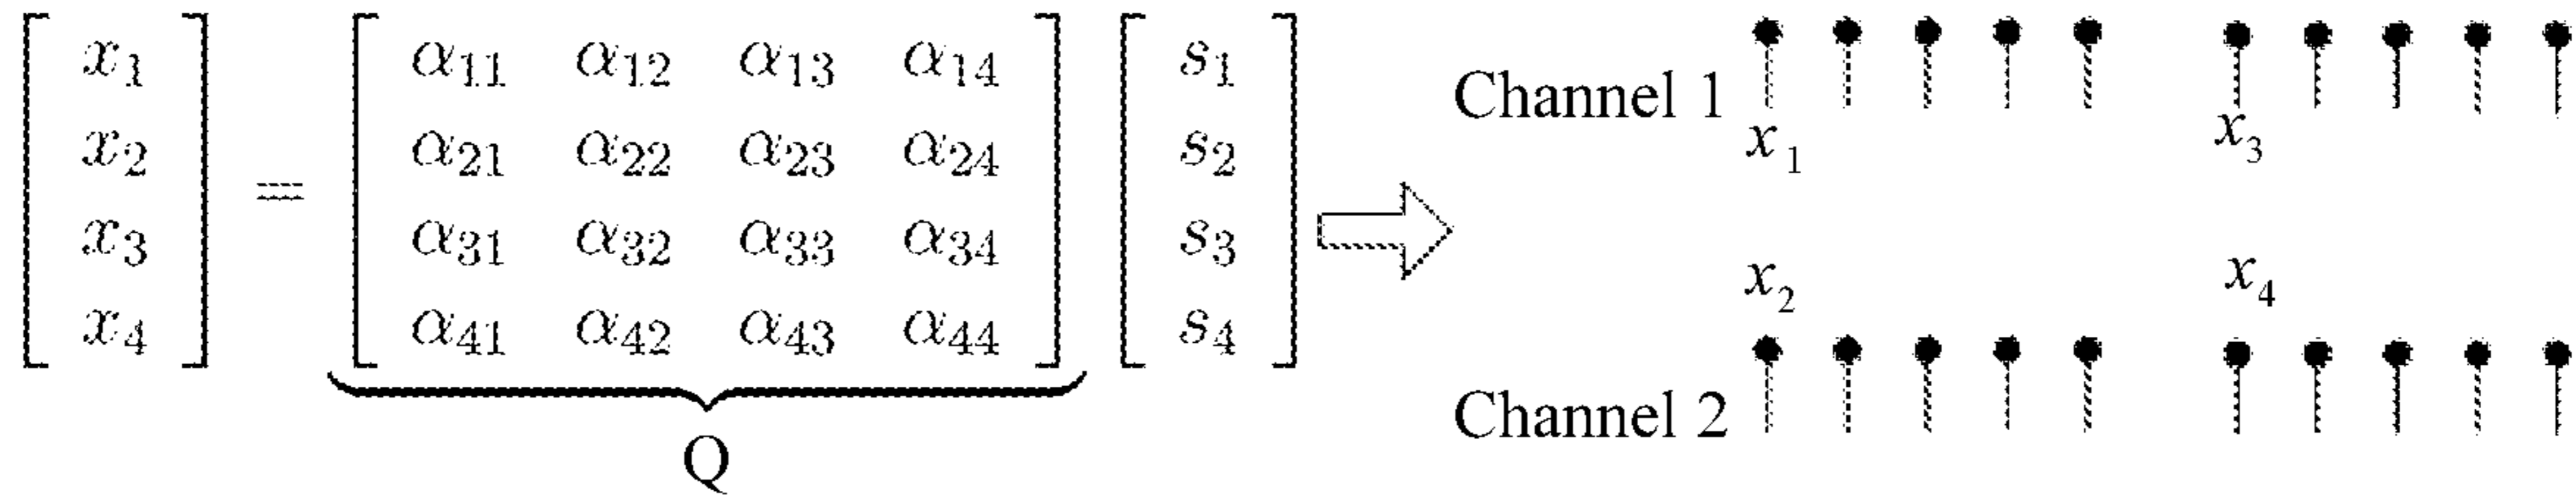 [ x₁ ] = [ α₁₁ α₁₂ α₁₃ α₁₄ ] [ s₁ ]
[ x₂ ] [ α₂₁ α₂₂ α₂₃ α₂₄ ] [ s₂ ]
[ x₃ ] [ α₃₁ α₃₂ α₃₃ α₃₄ ] [ s₃ ]
[ x₄ ] [ α₄₁ α₄₂ α₄₃ α₄₄ ] [ s₄ ]
Q
Channel 1
x₁ x₃
x₂ x₄
Channel 2